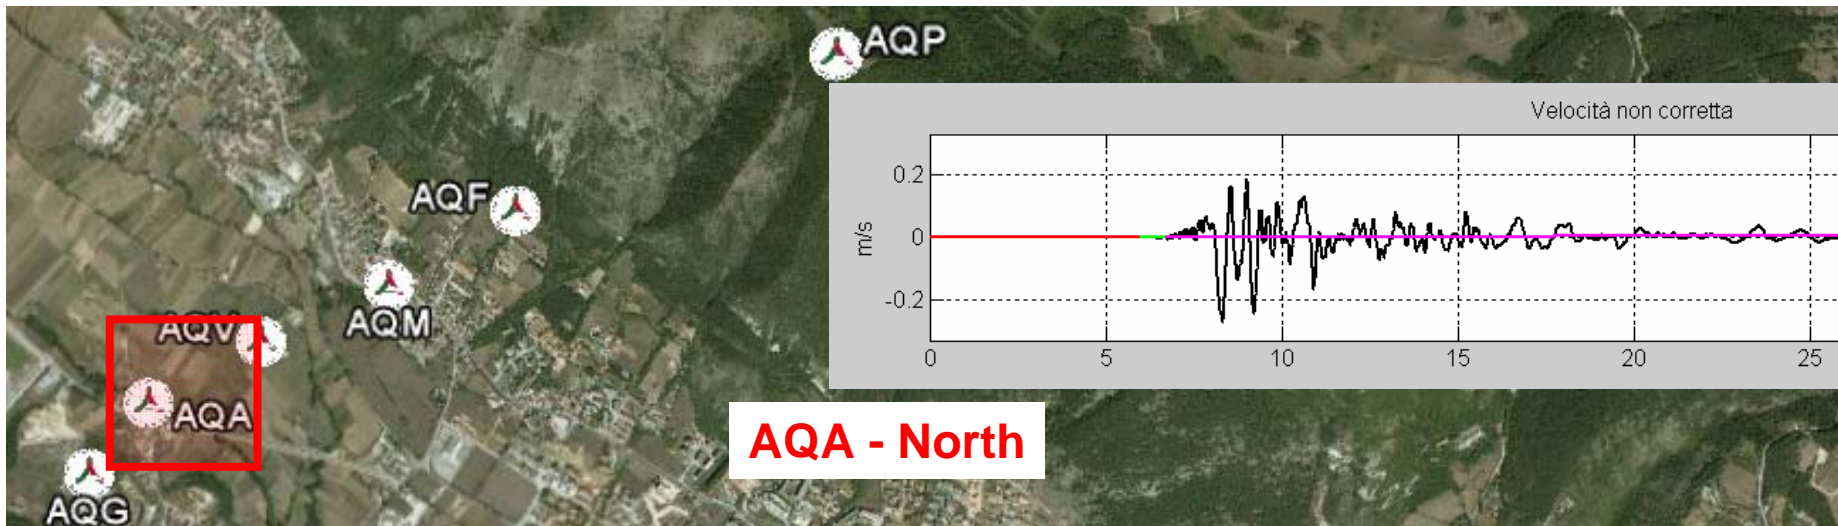 AQP
Velocità non corretta
AQF
0.2
m/s
0
-0.2
AQM
AQV
0 5 10 15 20 25
AQA
AQA - North
AQG